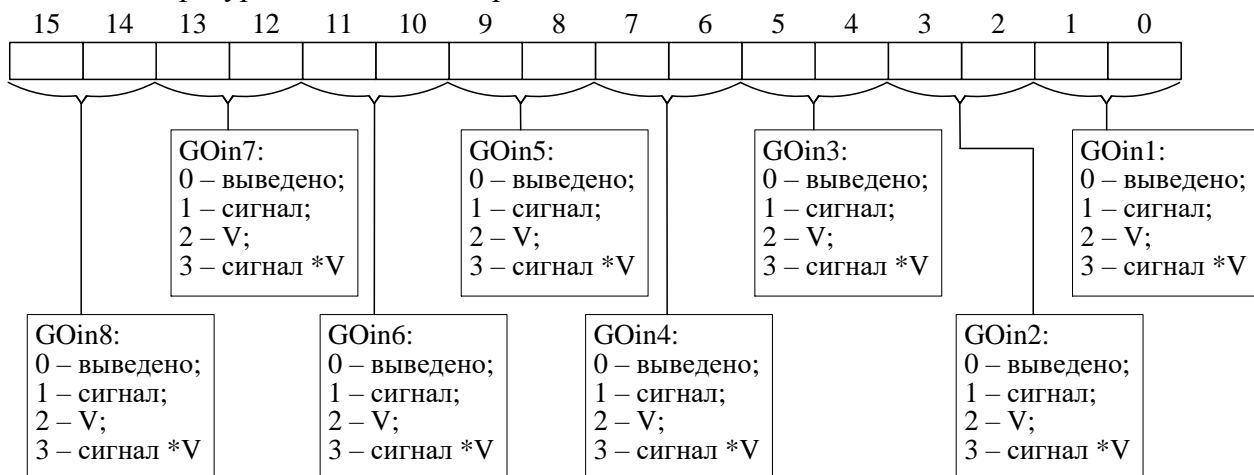 15 14 13 12 11 10 9 8 7 6 5 4 3 2 1 0
GOin7:
0 – выведено;
1 – сигнал;
2 – V;
3 – сигнал *V
GOin5:
0 – выведено;
1 – сигнал;
2 – V;
3 – сигнал *V
GOin3:
0 – выведено;
1 – сигнал;
2 – V;
3 – сигнал *V
GOin1:
0 – выведено;
1 – сигнал;
2 – V;
3 – сигнал *V
GOin8:
0 – выведено;
1 – сигнал;
2 – V;
3 – сигнал *V
GOin6:
0 – выведено;
1 – сигнал;
2 – V;
3 – сигнал *V
GOin4:
0 – выведено;
1 – сигнал;
2 – V;
3 – сигнал *V
GOin2:
0 – выведено;
1 – сигнал;
2 – V;
3 – сигнал *V